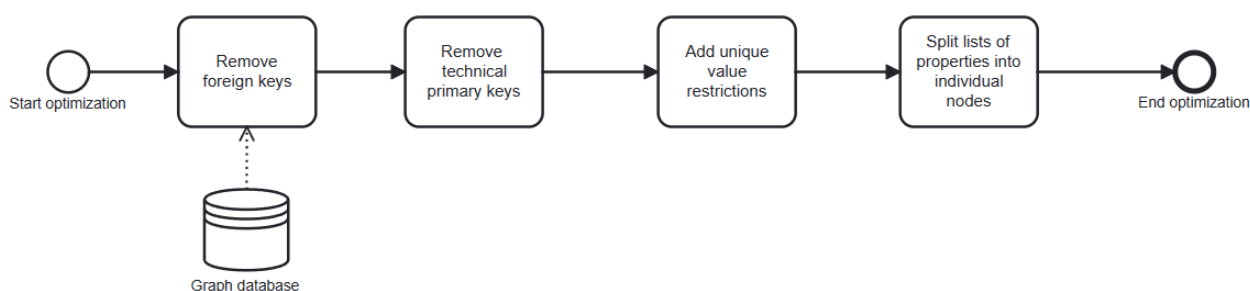 Start optimization
Remove
foreign keys
Remove
technical
primary keys
Add unique
value
restrictions
Split lists of
properties into
individual
nodes
End optimization
Graph database